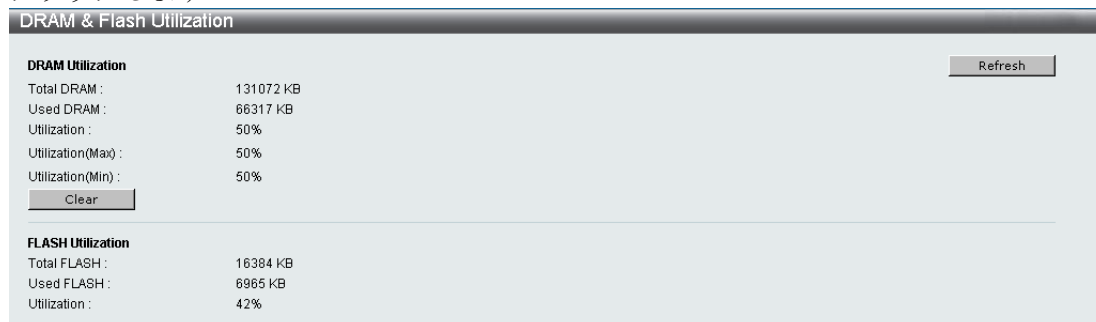 DRAM & Flash Utilization
DRAM Utilization
Refresh
Total DRAM : 131072 KB
Used DRAM : 66317 KB
Utilization : 50%
Utilization(Max) : 50%
Utilization(Min) : 50%
Clear
FLASH Utilization
Total FLASH : 16384 KB
Used FLASH : 6965 KB
Utilization : 42%